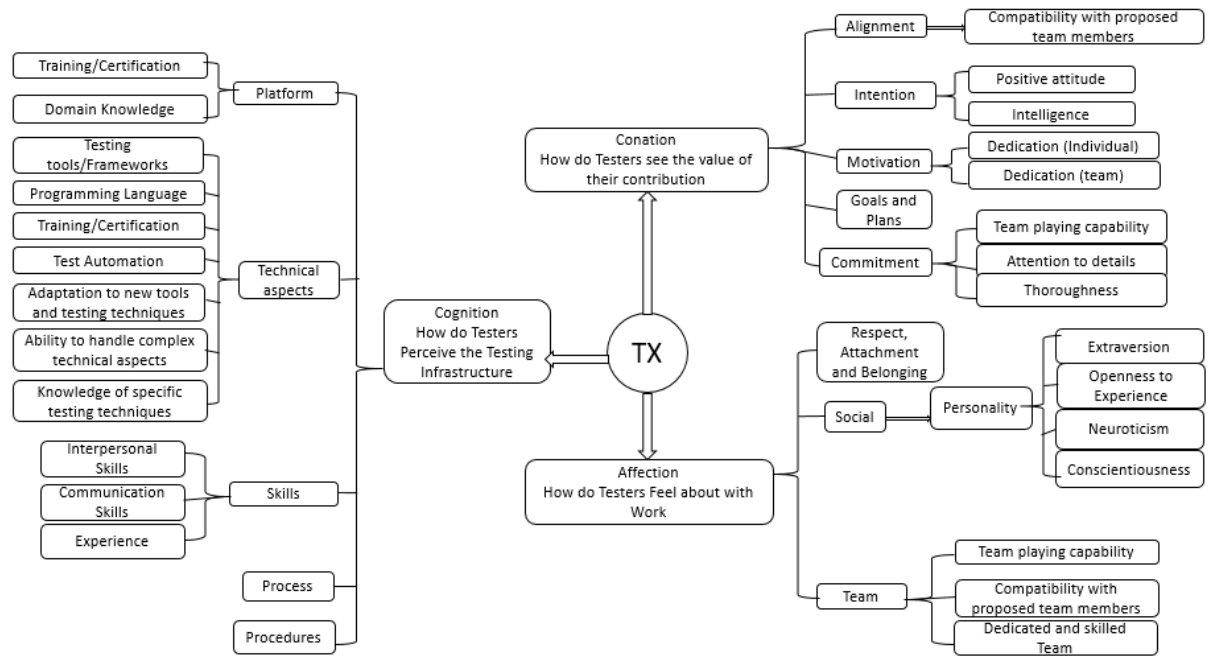 Training/Certification
Domain Knowledge
Platform
Testing
tools/Frameworks
Programming Language
Training/Certification
Test Automation
Adaptation to new tools
and testing techniques
Ability to handle complex
technical aspects
Knowledge of specific
testing techniques
Technical
aspects
Interpersonal
Skills
Communication
Skills
Experience
Skills
Process
Procedures
Cognition
How do Testers
Perceive the Testing
Infrastructure
TX
Conation
How do Testers see the value of
their contribution
Alignment
Compatibility with proposed
team members
Intention
Positive attitude
Intelligence
Motivation
Dedication (Individual)
Dedication (team)
Goals and
Plans
Commitment
Team playing capability
Attention to details
Thoroughness
Affection
How do Testers Feel about with
Work
Respect,
Attachment
and Belonging
Social
Personality
Extraversion
Openness to
Experience
Neuroticism
Conscientiousness
Team
Team playing capability
Compatibility with
proposed team members
Dedicated and skilled
Team